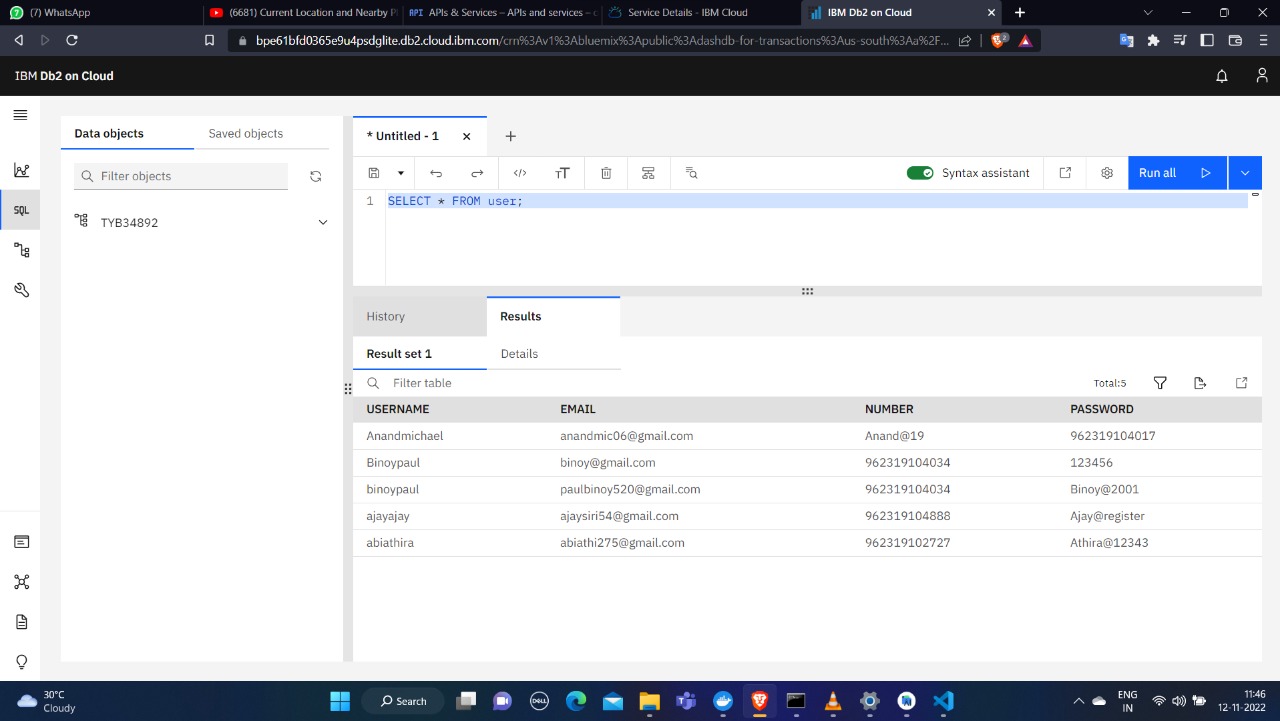 (7) WhatsApp
(6681) Current Location and Nearby P
API APIs & Services – APIs and services – c
Service Details - IBM Cloud
IBM Db2 on Cloud
bpe61bfd0365e9u4psdglite.db2.cloud.ibm.com/crn%3Av1%3Abluemix%3Apublic%3Adashdb-for-transactions%3Aus-south%3Aa%2F...
2
IBM Db2 on Cloud
Data objects
Saved objects
Filter objects
TYB34892
SQL
* Untitled - 1
Syntax assistant
Run all
1 SELECT * FROM user;
History
Results
Result set 1
Details
Filter table
Total:5
USERNAME EMAIL NUMBER PASSWORD
Anandmichael anandmic06@gmail.com Anand@19 962319104017
Binoypaul binoy@gmail.com 962319104034 123456
binoypaul paulbinoy520@gmail.com 962319104034 Binoy@2001
ajayajay ajaysiri54@gmail.com 962319104888 Ajay@register
abiathira abiathi275@gmail.com 962319102727 Athira@12343
30°C
Cloudy
Search
DELL
ENG
IN
11:46
12-11-2022